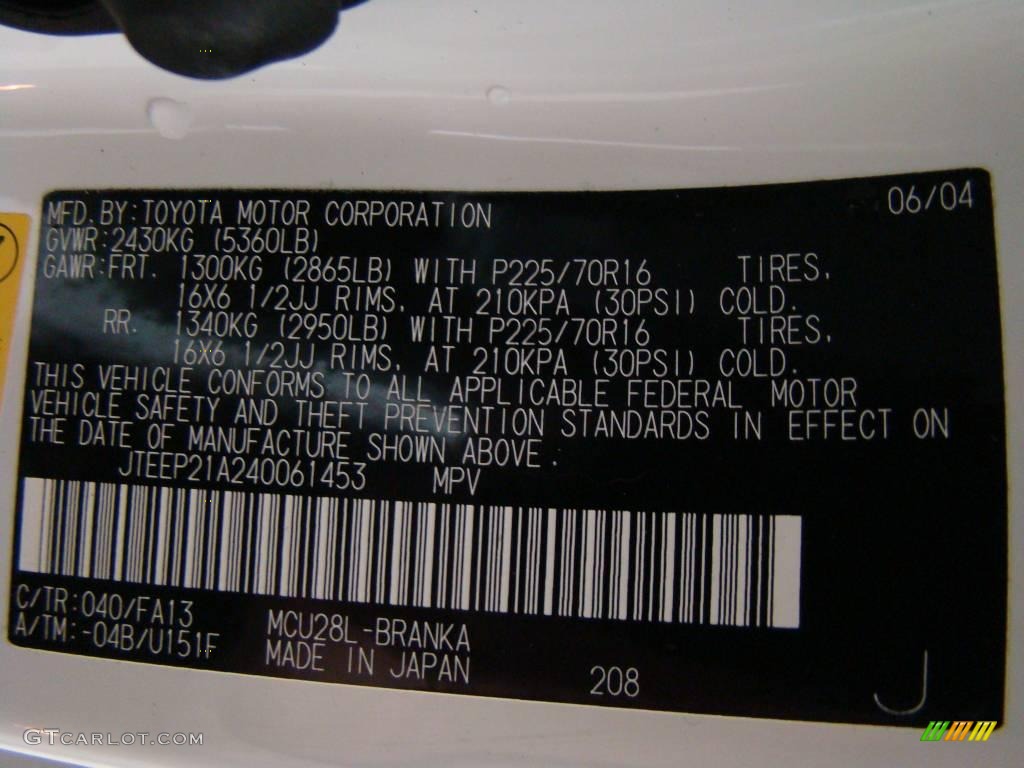 06/04
MFD.BY:TOYOTA MOTOR CORPORATION
GVWR:2430KG (5360LB)
GAWR:FRT. 1300KG (2865LB) WITH P225/70R16 TIRES,
16X6 1/2JJ RIMS, AT 210KPA (30PSI) COLD.
RR. 1340KG (2950LB) WITH P225/70R16 TIRES,
16X6 1/2JJ RIMS, AT 210KPA (30PSI) COLD.
THIS VEHICLE CONFORMS TO ALL APPLICABLE FEDERAL MOTOR
VEHICLE SAFETY AND THEFT PREVENTION STANDARDS IN EFFECT ON
THE DATE OF MANUFACTURE SHOWN ABOVE.
JTEEP21A240061453 MPV
C/TR:040/FA13
A/TM:-04B/U151F
MCU28L-BRANKA
MADE IN JAPAN
208
J
GTCARLOT.COM